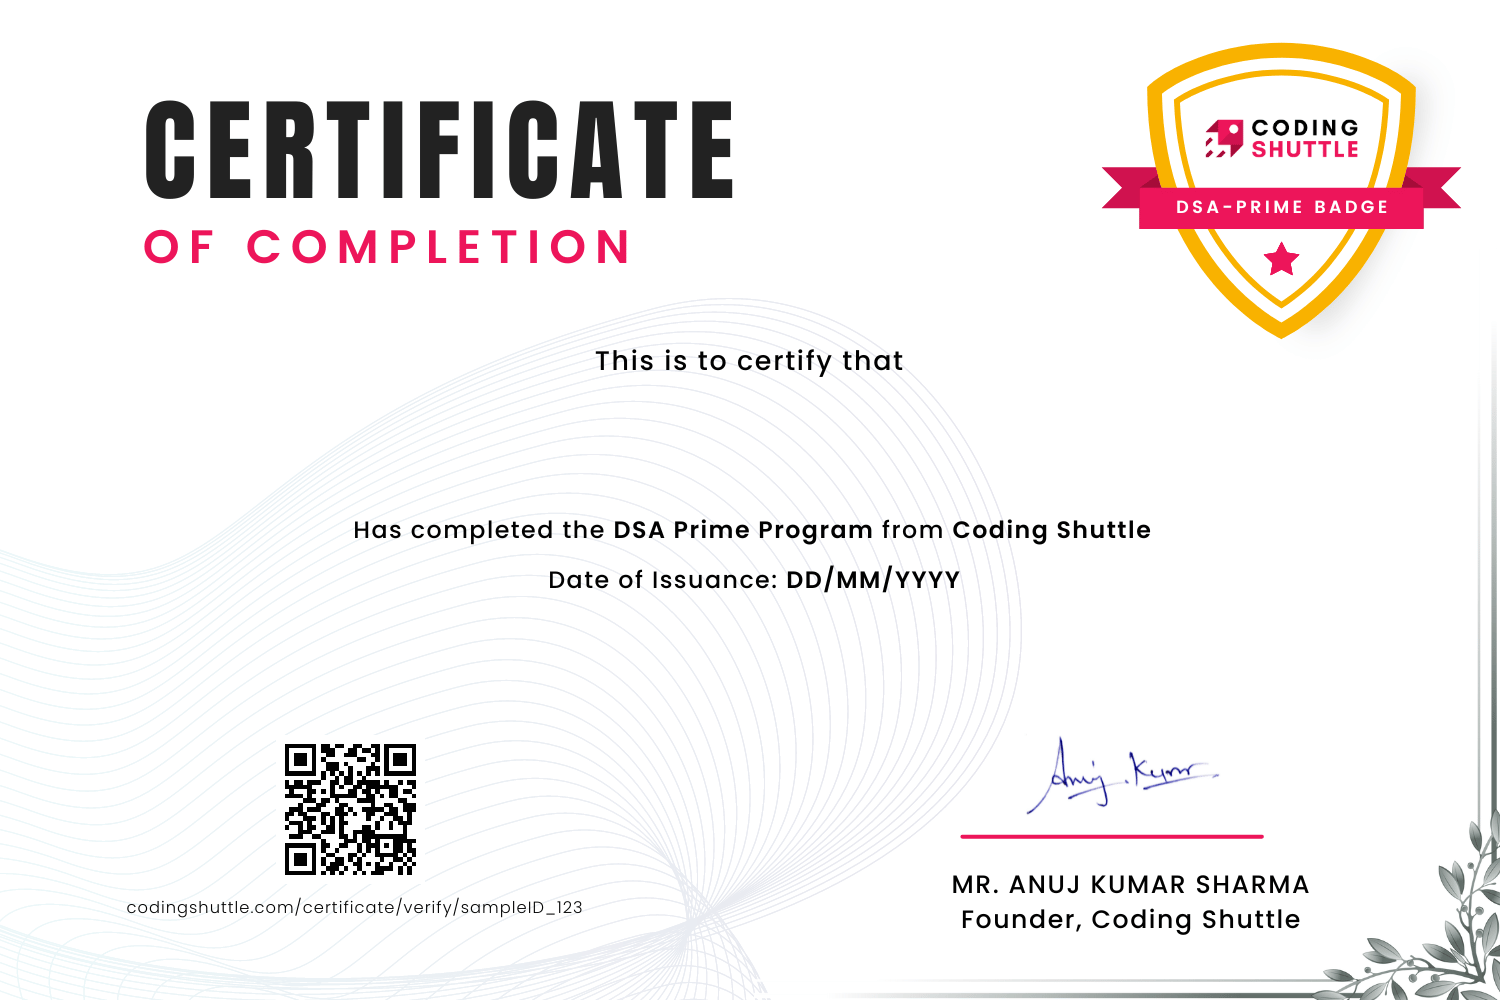 CERTIFICATE
OF COMPLETION
CODING
SHUTTLE
DSA-PRIME BADGE
This is to certify that
Has completed the DSA Prime Program from Coding Shuttle
Date of Issuance: DD/MM/YYYY
Anuj Kumar
codingshuttle.com/certificate/verify/sampleID_123
MR. ANUJ KUMAR SHARMA
Founder, Coding Shuttle